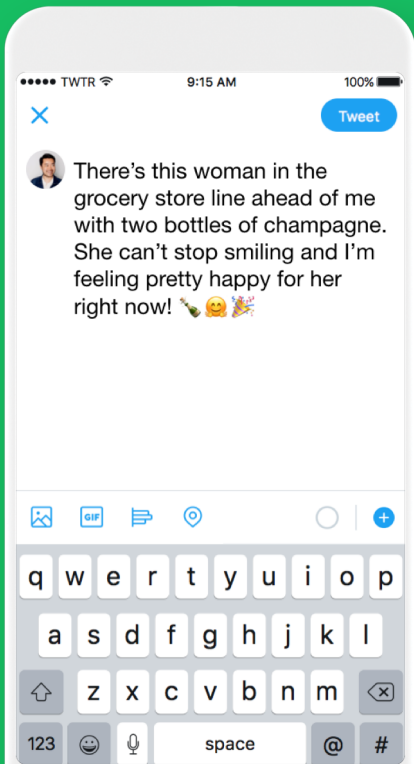 TWTR 9:15 AM 100%
Tweet
There’s this woman in the
grocery store line ahead of me
with two bottles of champagne.
She can’t stop smiling and I’m
feeling pretty happy for her
right now! 🍾🤗🎉
GIF
q w e r t y u i o p
a s d f g h j k l
z x c v b n m
123 space @ #